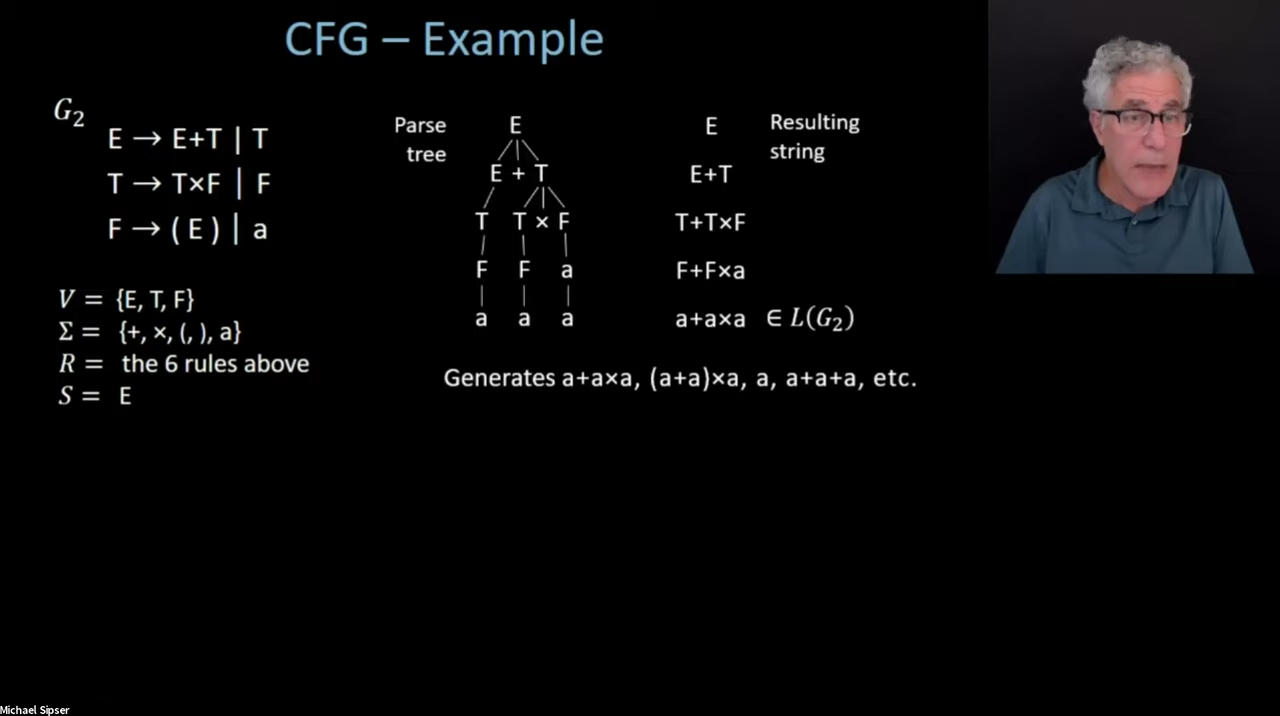 CFG – Example
G₂
E → E+T | T
T → T×F | F
F → ( E ) | a
V = {E, T, F}
Σ = {+, ×, (, ), a}
R = the 6 rules above
S = E
Parse
tree
E
E + T
T T × F
F F a
a a a
E
E+T
T+T×F
F+F×a
a+a×a ∈ L(G₂)
Resulting
string
Generates a+a×a, (a+a)×a, a, a+a+a, etc.
Michael Sipser